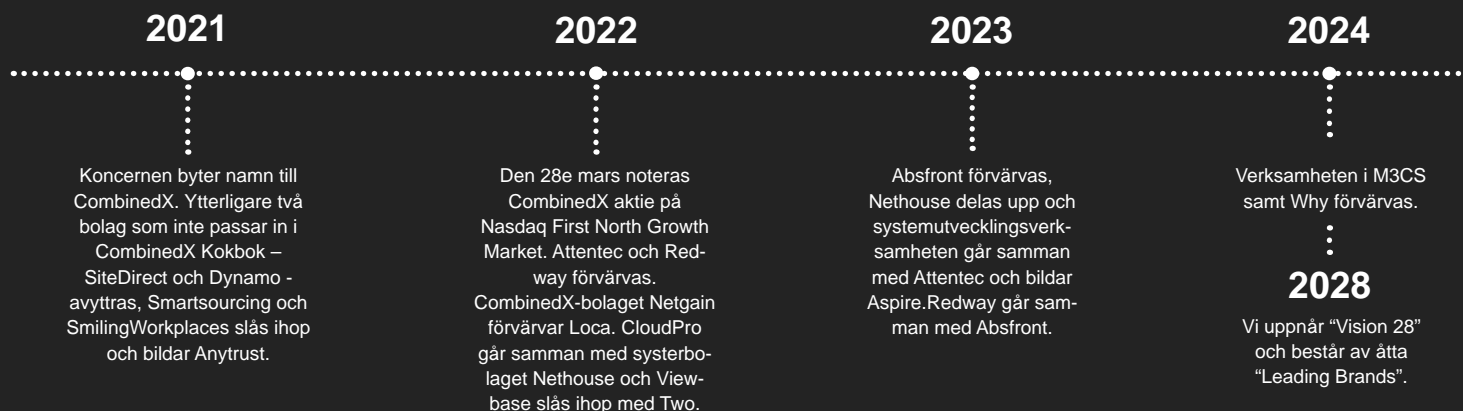 2021
Koncernen byter namn till
CombinedX. Ytterligare två
bolag som inte passar in i
CombinedX Kokbok –
SiteDirect och Dynamo -
avyttras, Smartsourcing och
SmilingWorkplaces slås ihop
och bildar Anytrust.
2022
Den 28e mars noteras
CombinedX aktie på
Nasdaq First North Growth
Market. Attentec och Red-
way förvärvas.
CombinedX-bolaget Netgain
förvärvar Loca. CloudPro
går samman med systerbo-
laget Nethouse och View-
base slås ihop med Two.
2023
Absfront förvärvas,
Nethouse delas upp och
systemutvecklingsverk-
samheten går samman
med Attentec och bildar
Aspire.Redway går sam-
man med Absfront.
2024
Verksamheten i M3CS
samt Why förvärvas.
2028
Vi uppnår “Vision 28”
och består av åtta
“Leading Brands”.